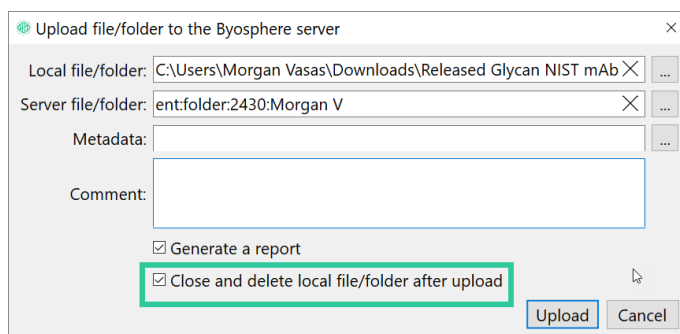 Upload file/folder to the Byosphere server
Local file/folder: C:\Users\Morgan Vasas\Downloads\Released Glycan NIST mAb ...
Server file/folder: ent:folder:2430:Morgan V ...
Metadata: ...
Comment:
Generate a report
Close and delete local file/folder after upload
Upload Cancel